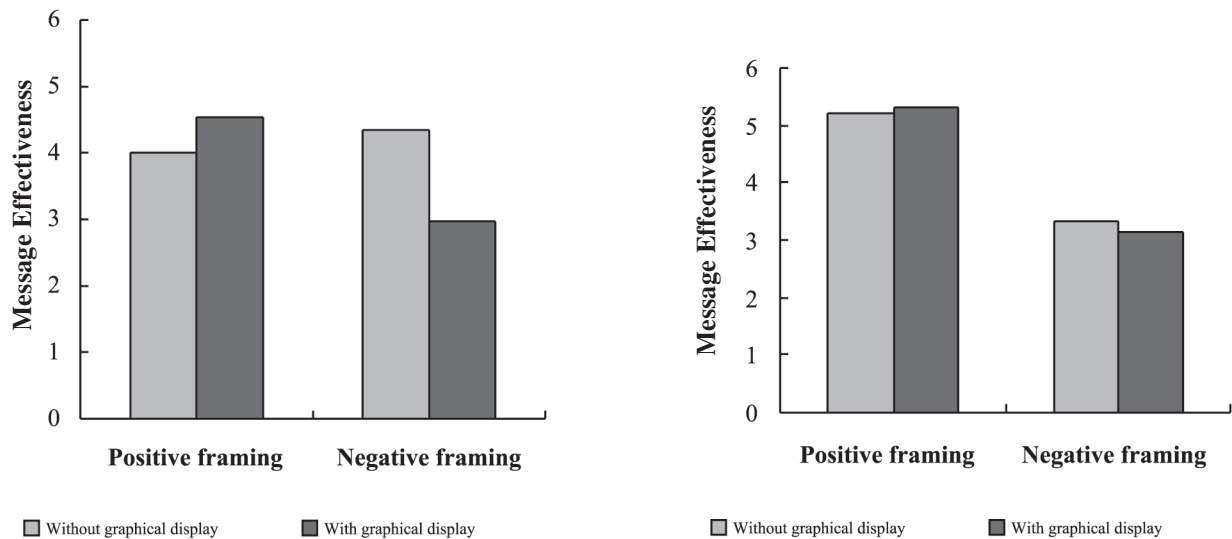 Message Effectiveness
6
5
4
3
2
1
0
Positive framing Negative framing
Without graphical display With graphical display
Message Effectiveness
6
5
4
3
2
1
0
Positive framing Negative framing
Without graphical display With graphical display